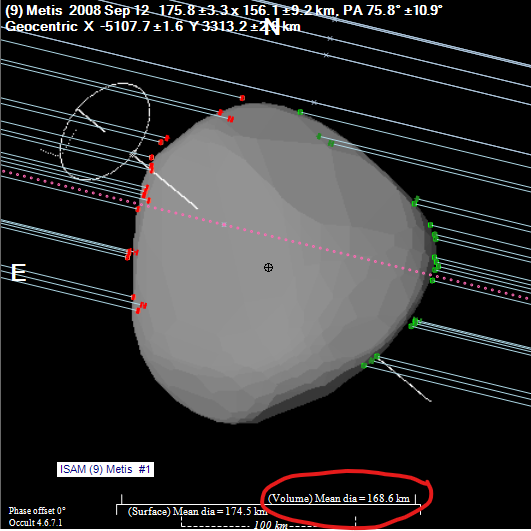 (9) Metis 2008 Sep 12 175.8 ±3.3 x 156.1 ±9.2 km, PA 75.8° ±10.9°
Geocentric X -5107.7 ±1.6 Y 3313.2 ± km
N
E
ISAM (9) Metis #1
(Volume) Mean dia = 168.6 km
Phase offset 0°
(Surface) Mean dia = 174.5 km
Occult 4.6.7.1
100 km